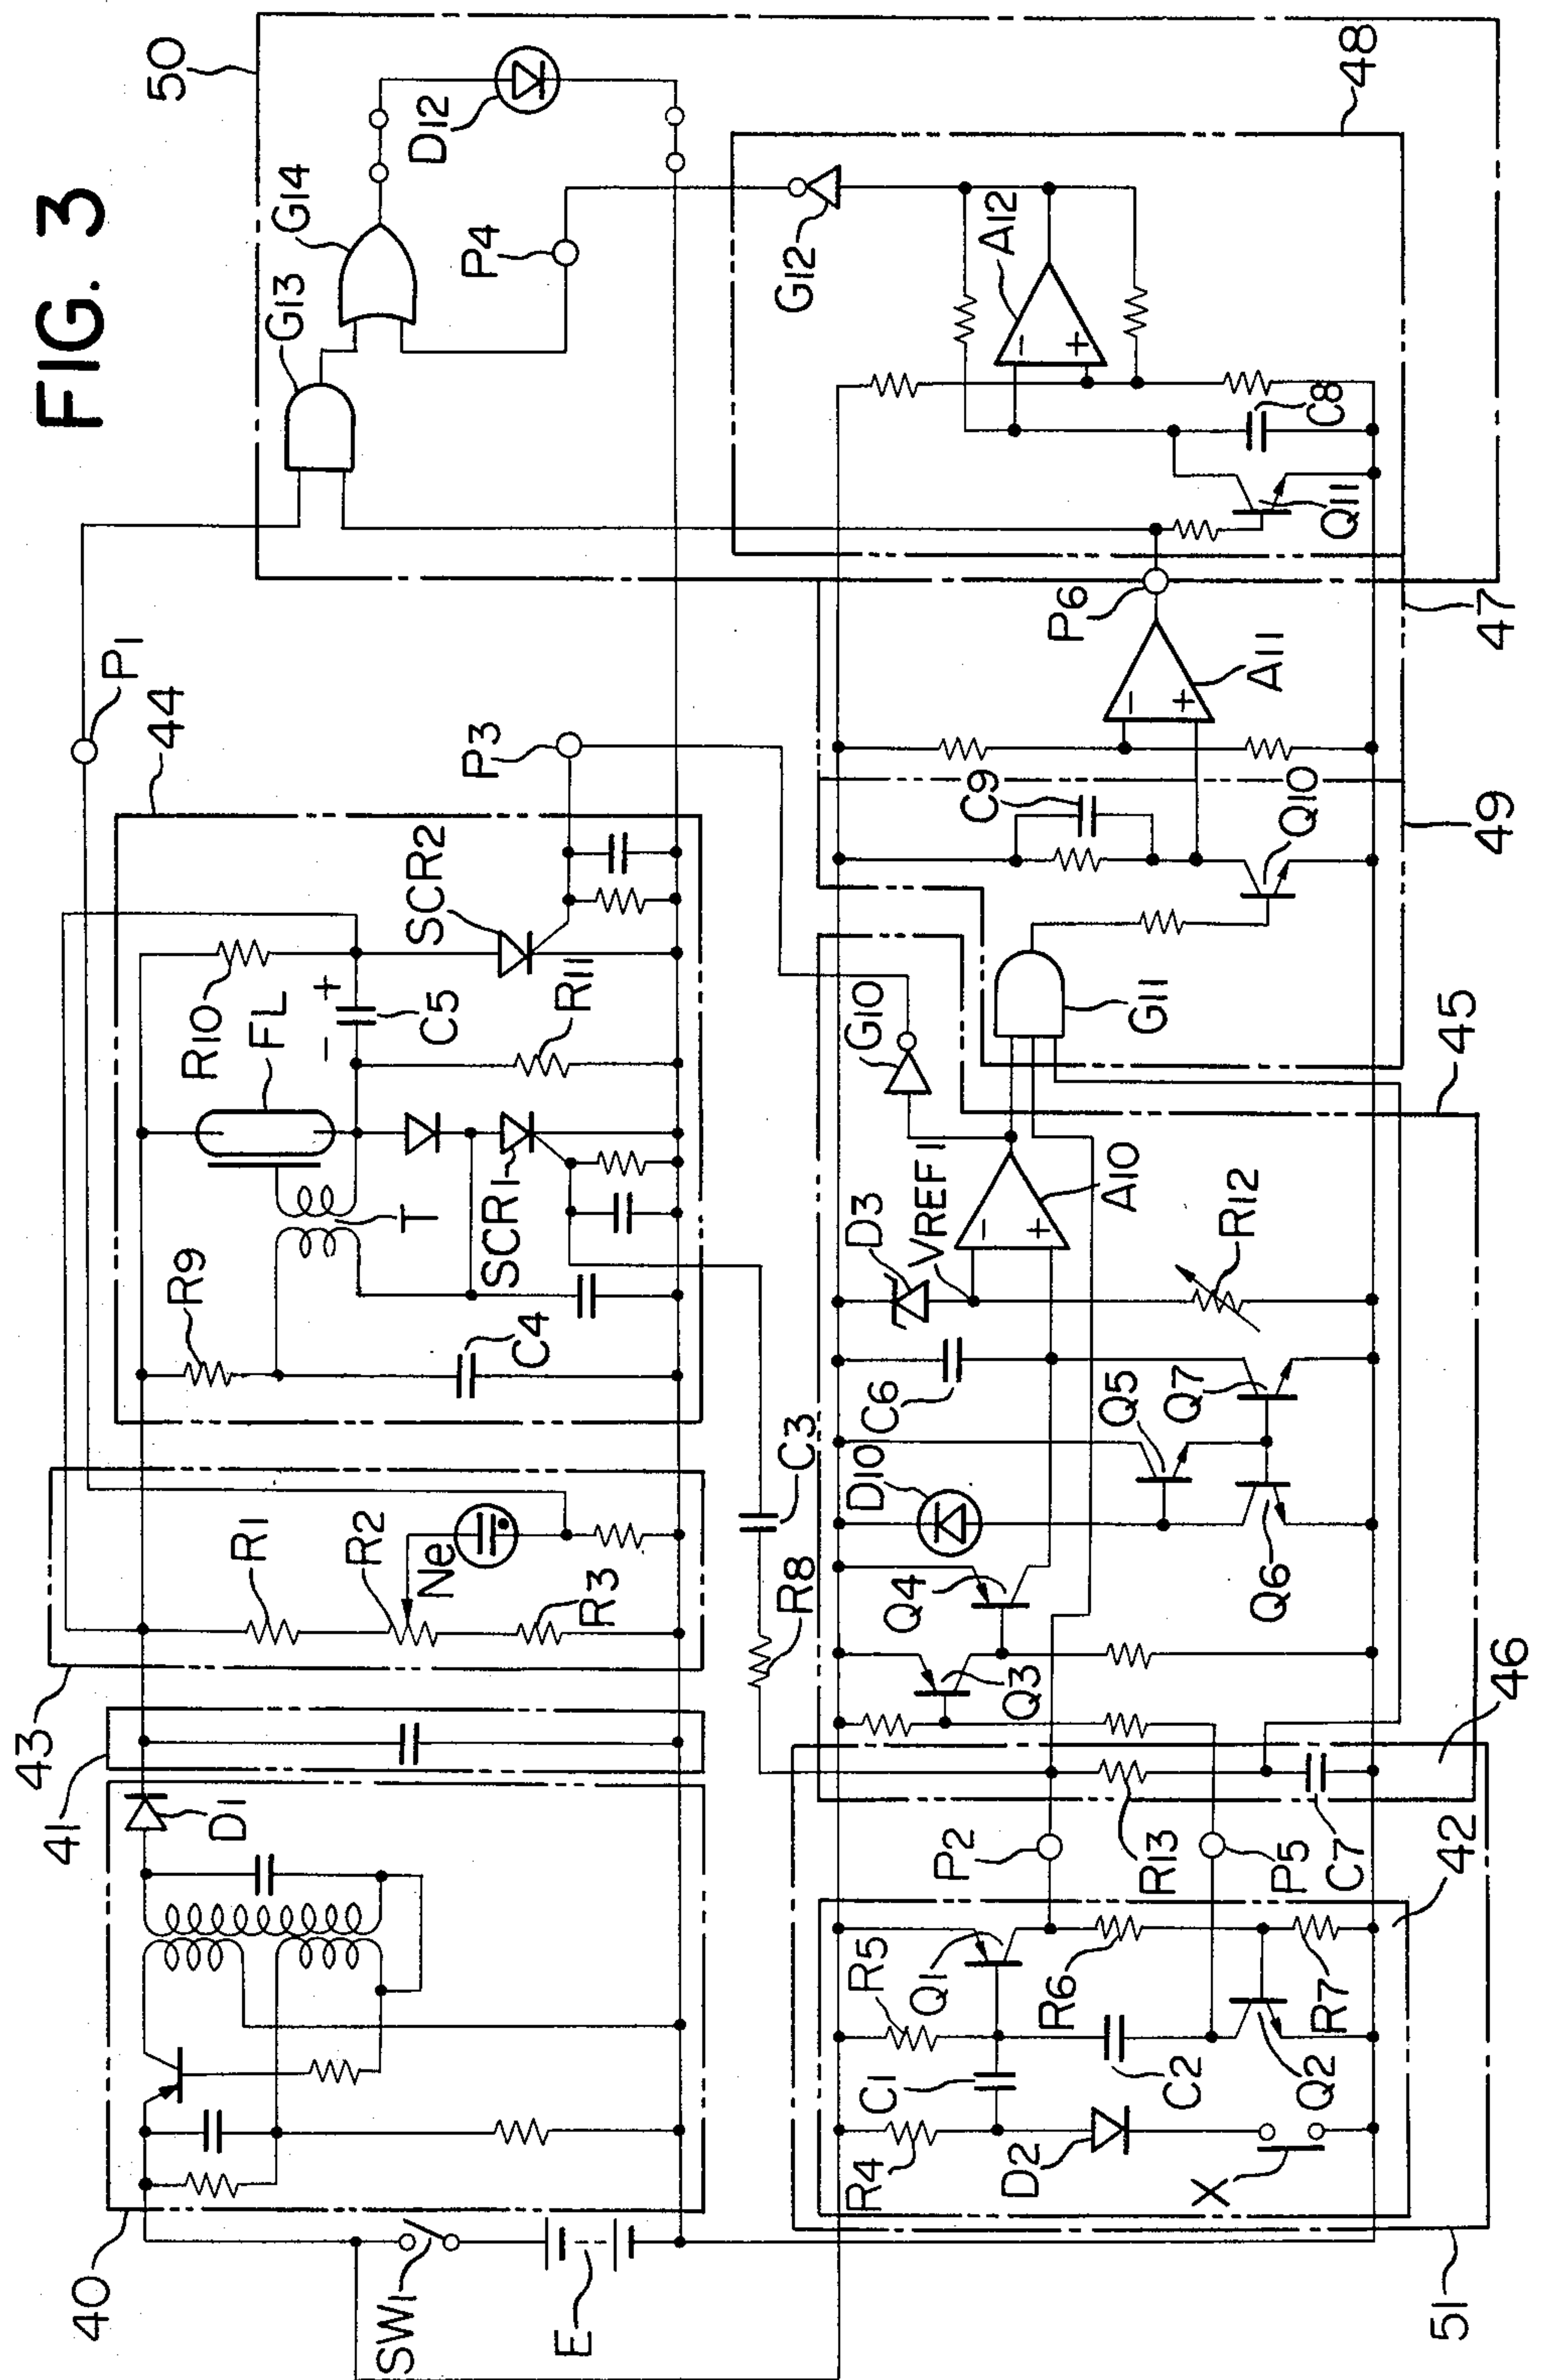 FIG. 3
50
G14
D12
G13
P4
48
G12
A12
C8
Q11
P6
47
A11
P1
44
P3
SCR2
C9
Q10
49
R10
FL
+
-
C5
R11
G10
G11
45
T
SCR1
R9
C4
D3
VREF1
-
+
A10
R12
C6
Q5
Q7
D10
C3
R8
R1
R2
Ne
R3
Q4
Q6
Q3
43
46
41
D1
P2
R13
P5
C7
42
R5
Q1
R6
R7
C1
C2
Q2
R4
D2
X
40
SW1
E
51
-
+
-
+